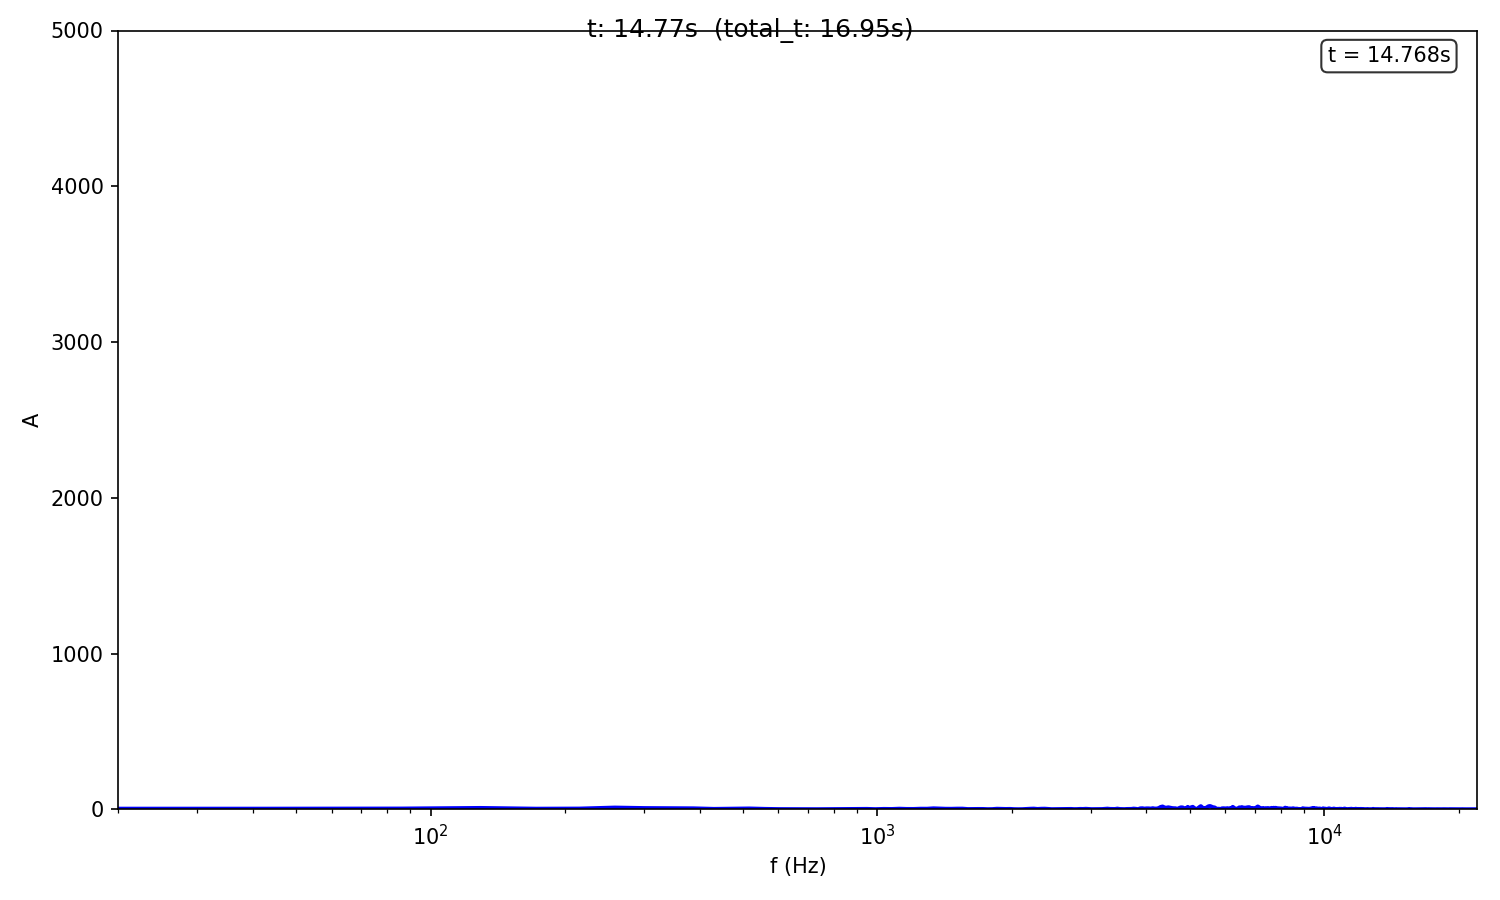 t: 14.77s  (total_t: 16.95s)
t = 14.768s
5000
4000
3000
2000
1000
0
A
10²
10³
10⁴
f (Hz)